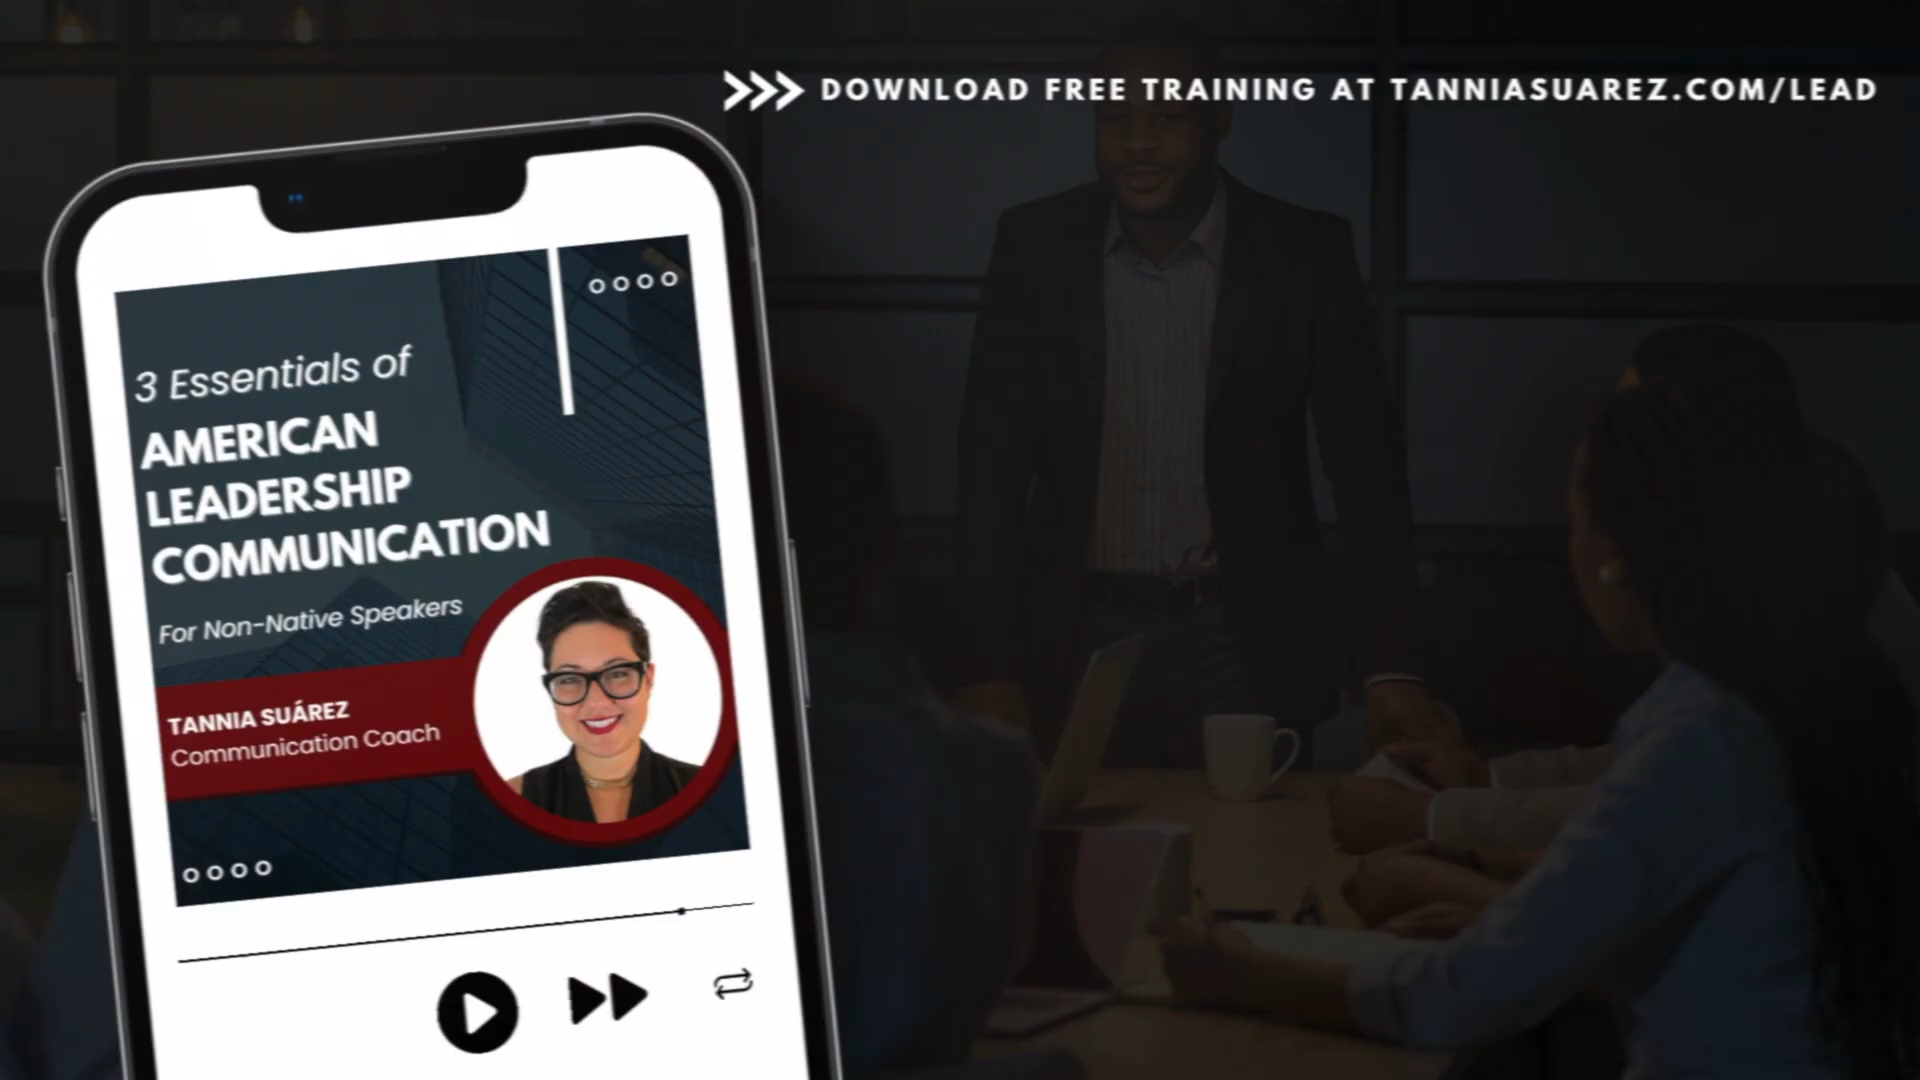 DOWNLOAD FREE TRAINING AT TANNIASUAREZ.COM/LEAD
3 Essentials of
AMERICAN
LEADERSHIP
COMMUNICATION
For Non-Native Speakers
TANNIA SUÁREZ
Communication Coach